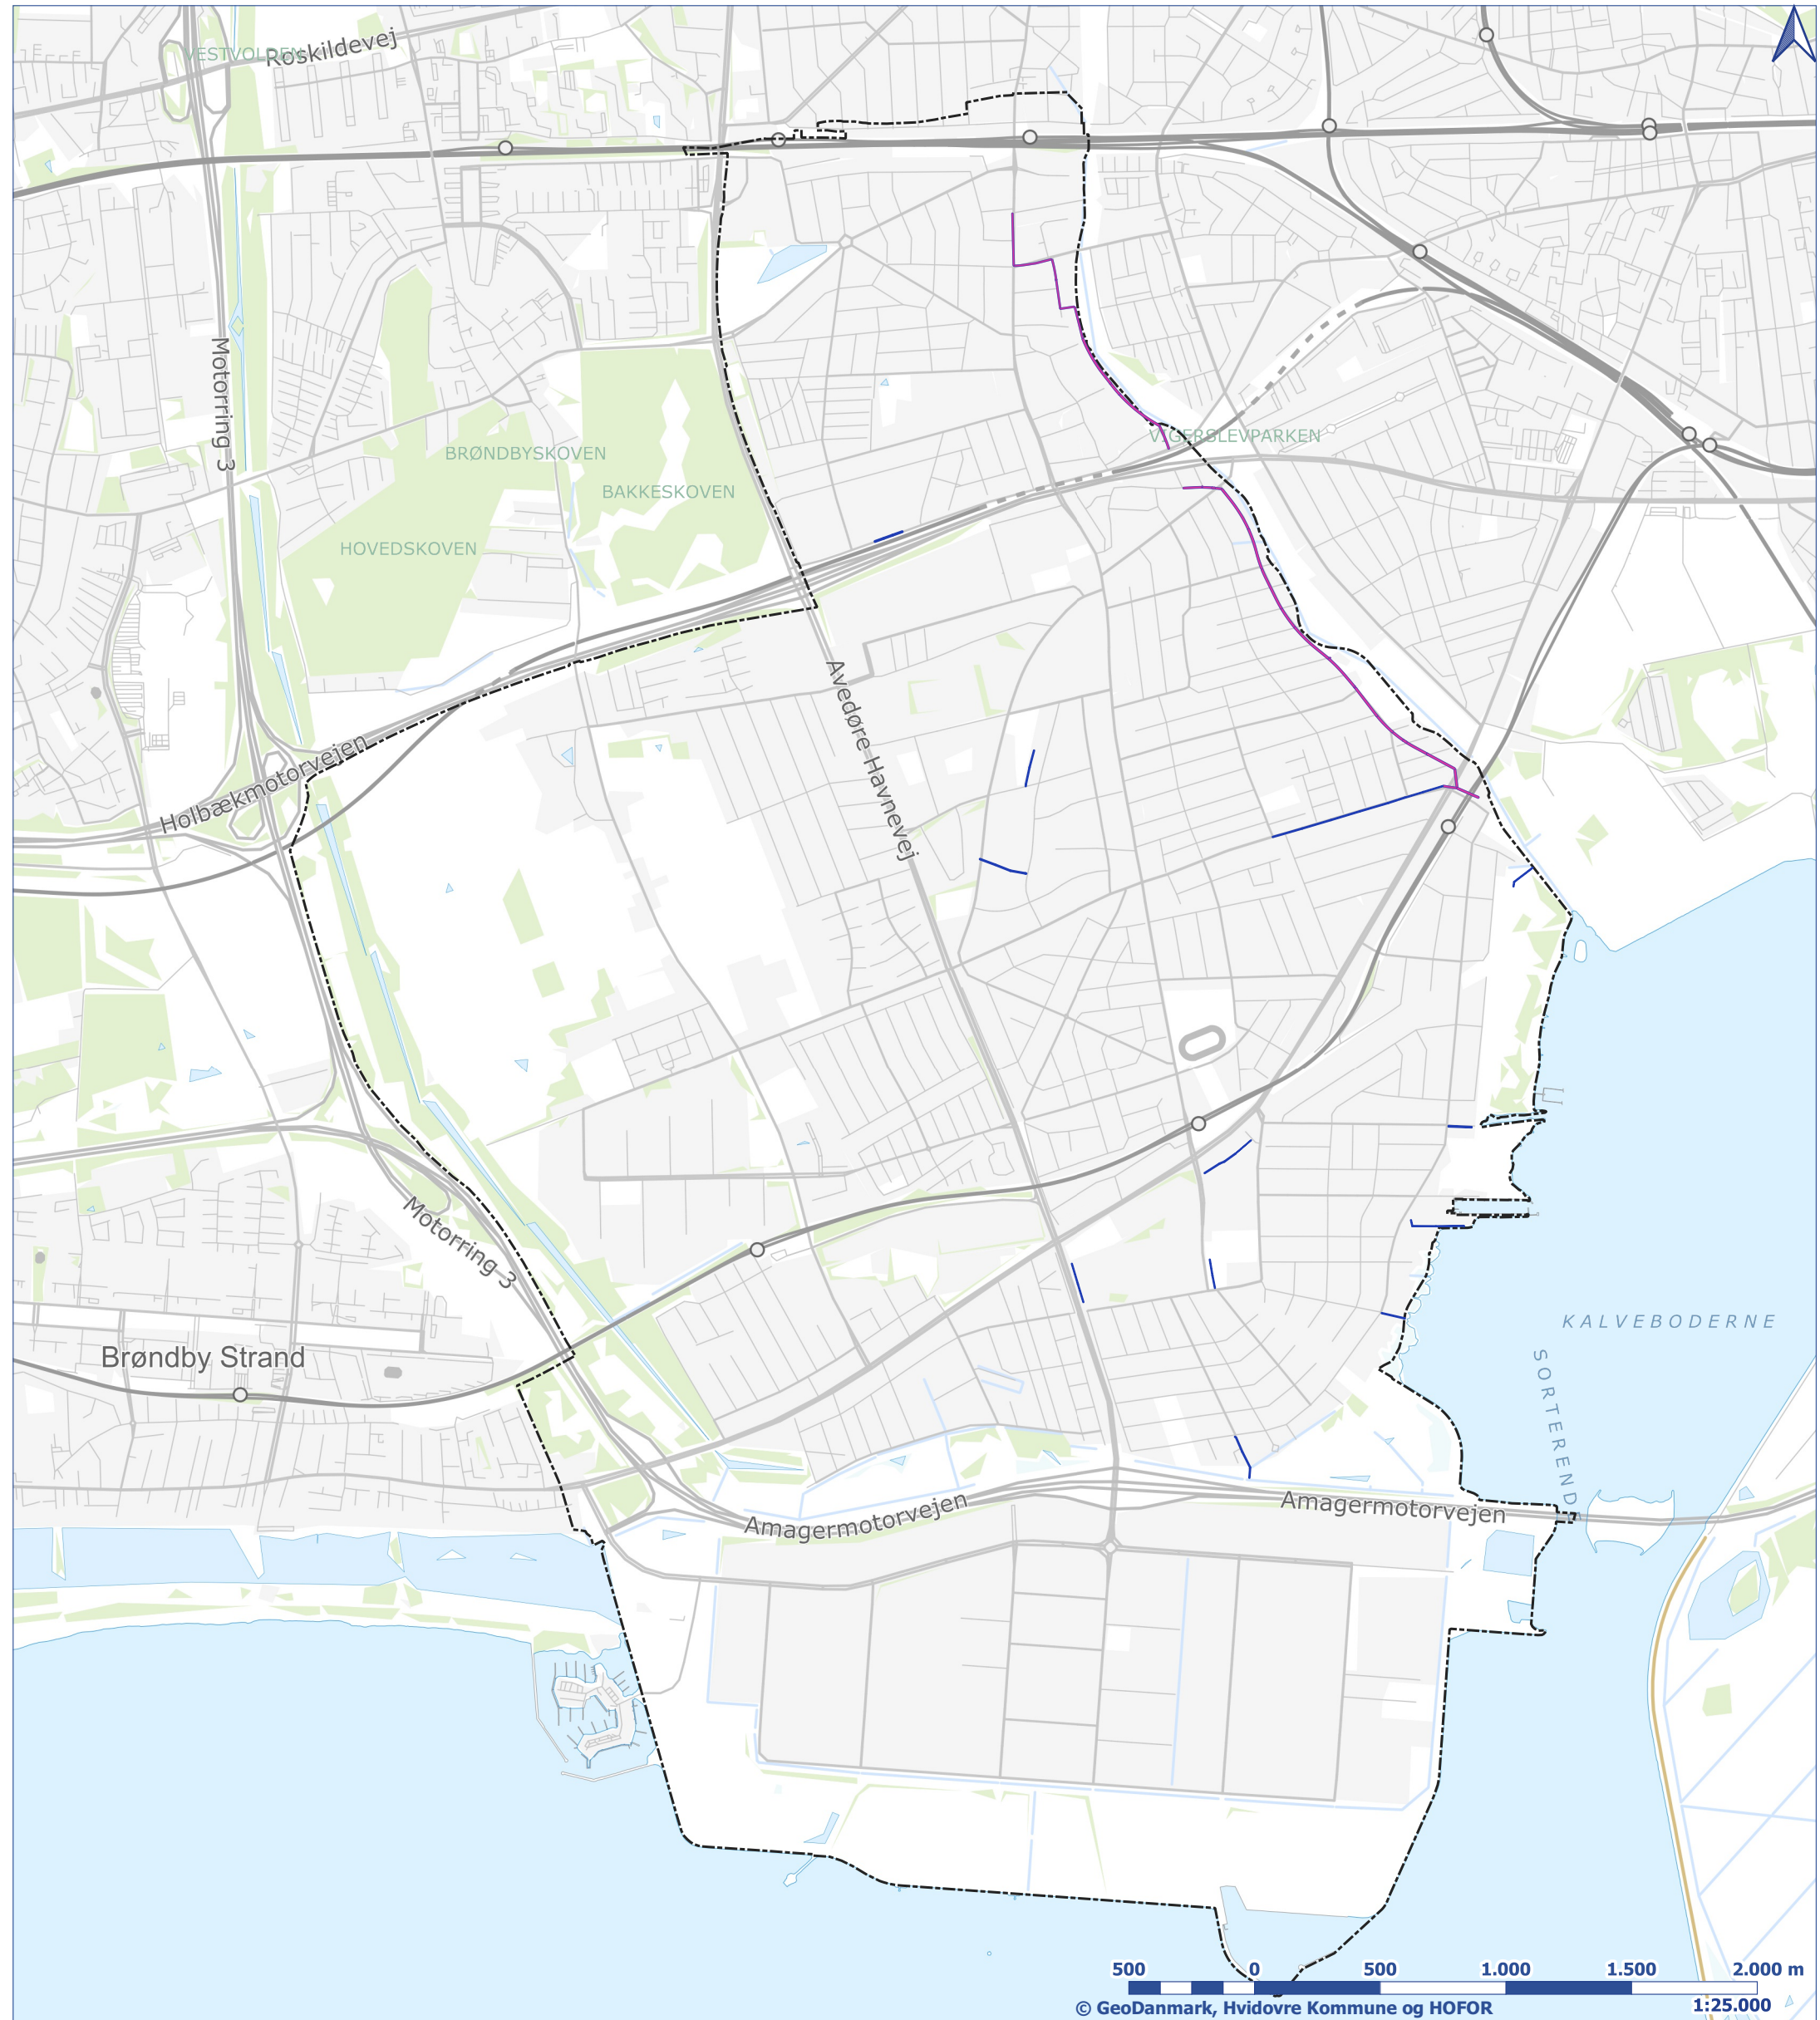 VESTVOLDEN
Roskildevej
Motorring 3
VIGERSLEVPARKEN
BRØNDBYSKOVEN
BAKKESKOVEN
HOVEDSKOVEN
Avedøre Havnevej
Holbækmotorvejen
Motorring 3
KALVEBODERNE
Brøndby Strand
SORTERENDE
Amagermotorvejen
Amagermotorvejen
500 0 500 1.000 1.500 2.000 m
© GeoDanmark, Hvidovre Kommune og HOFOR
1:25.000